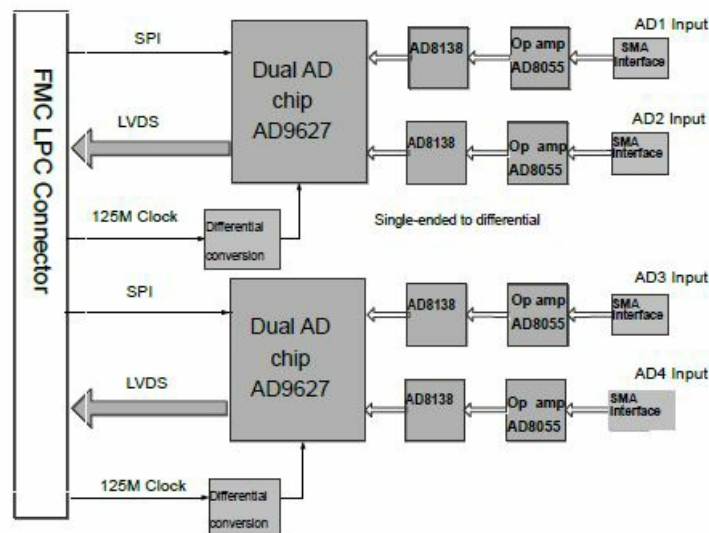 FMC LPC Connector
SPI
LVDS
125M Clock
Dual AD
chip
AD9627
Differential
conversion
AD8138
Op amp
AD8055
AD1 Input
SMA
Interface
AD8138
Op amp
AD8055
AD2 Input
SMA
Interface
Single-ended to differential
SPI
LVDS
125M Clock
Dual AD
chip
AD9627
Differential
conversion
AD8138
Op amp
AD8055
AD3 Input
SMA
Interface
AD8138
Op amp
AD8055
AD4 Input
SMA
Interface